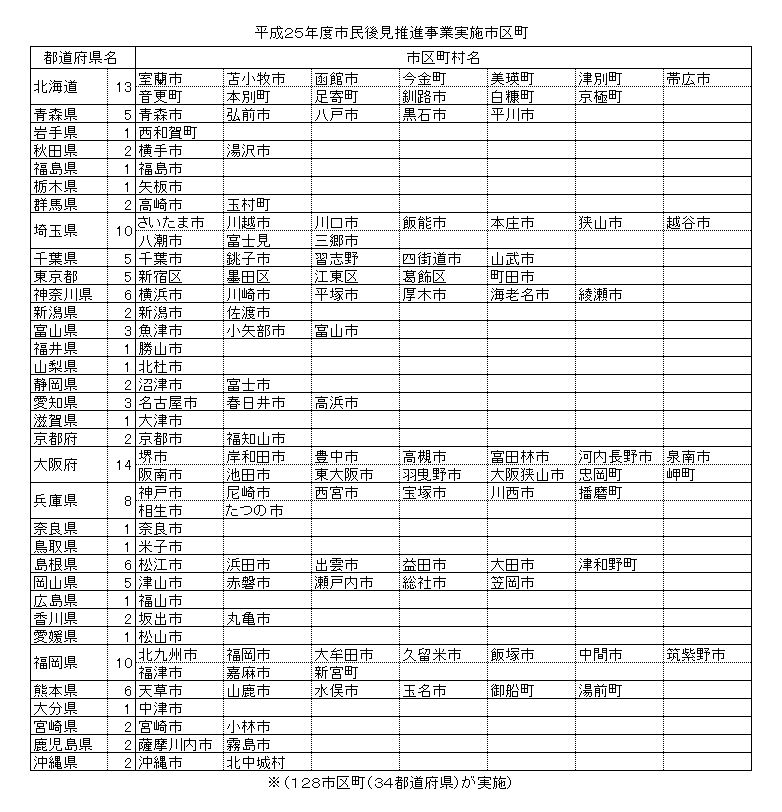 平成25年度市民後見推進事業実施市区町
都道府県名 市区町村名
北海道 13 室蘭市 苫小牧市 函館市 今金町 美瑛町 津別町 帯広市
音更町 本別町 足寄町 釧路市 白糠町 京極町
青森県 5 青森市 弘前市 八戸市 黒石市 平川市
岩手県 1 西和賀町
秋田県 2 横手市 湯沢市
福島県 1 福島市
栃木県 1 矢板市
群馬県 2 高崎市 玉村町
埼玉県 10 さいたま市 川越市 川口市 飯能市 本庄市 狭山市 越谷市
八潮市 富士見 三郷市
千葉県 5 千葉市 銚子市 習志野 四街道市 山武市
東京都 5 新宿区 墨田区 江東区 葛飾区 町田市
神奈川県 6 横浜市 川崎市 平塚市 厚木市 海老名市 綾瀬市
新潟県 2 新潟市 佐渡市
富山県 3 魚津市 小矢部市 富山市
福井県 1 勝山市
山梨県 1 北杜市
静岡県 2 沼津市 富士市
愛知県 3 名古屋市 春日井市 高浜市
滋賀県 1 大津市
京都府 2 京都市 福知山市
大阪府 14 堺市 岸和田市 豊中市 高槻市 富田林市 河内長野市 泉南市
阪南市 池田市 東大阪市 羽曳野市 大阪狭山市 忠岡町 岬町
兵庫県 8 神戸市 尼崎市 西宮市 宝塚市 川西市 播磨町
相生市 たつの市
奈良県 1 奈良市
鳥取県 1 米子市
島根県 6 松江市 浜田市 出雲市 益田市 大田市 津和野町
岡山県 5 津山市 赤磐市 瀬戸内市 総社市 笠岡市
広島県 1 福山市
香川県 2 坂出市 丸亀市
愛媛県 1 松山市
福岡県 10 北九州市 福岡市 大牟田市 久留米市 飯塚市 中間市 筑紫野市
福津市 嘉麻市 新宮町
熊本県 6 天草市 山鹿市 水俣市 玉名市 御船町 湯前町
大分県 1 中津市
宮崎県 2 宮崎市 小林市
鹿児島県 2 薩摩川内市 霧島市
沖縄県 2 沖縄市 北中城村
※(128市区町(34都道府県)が実施)